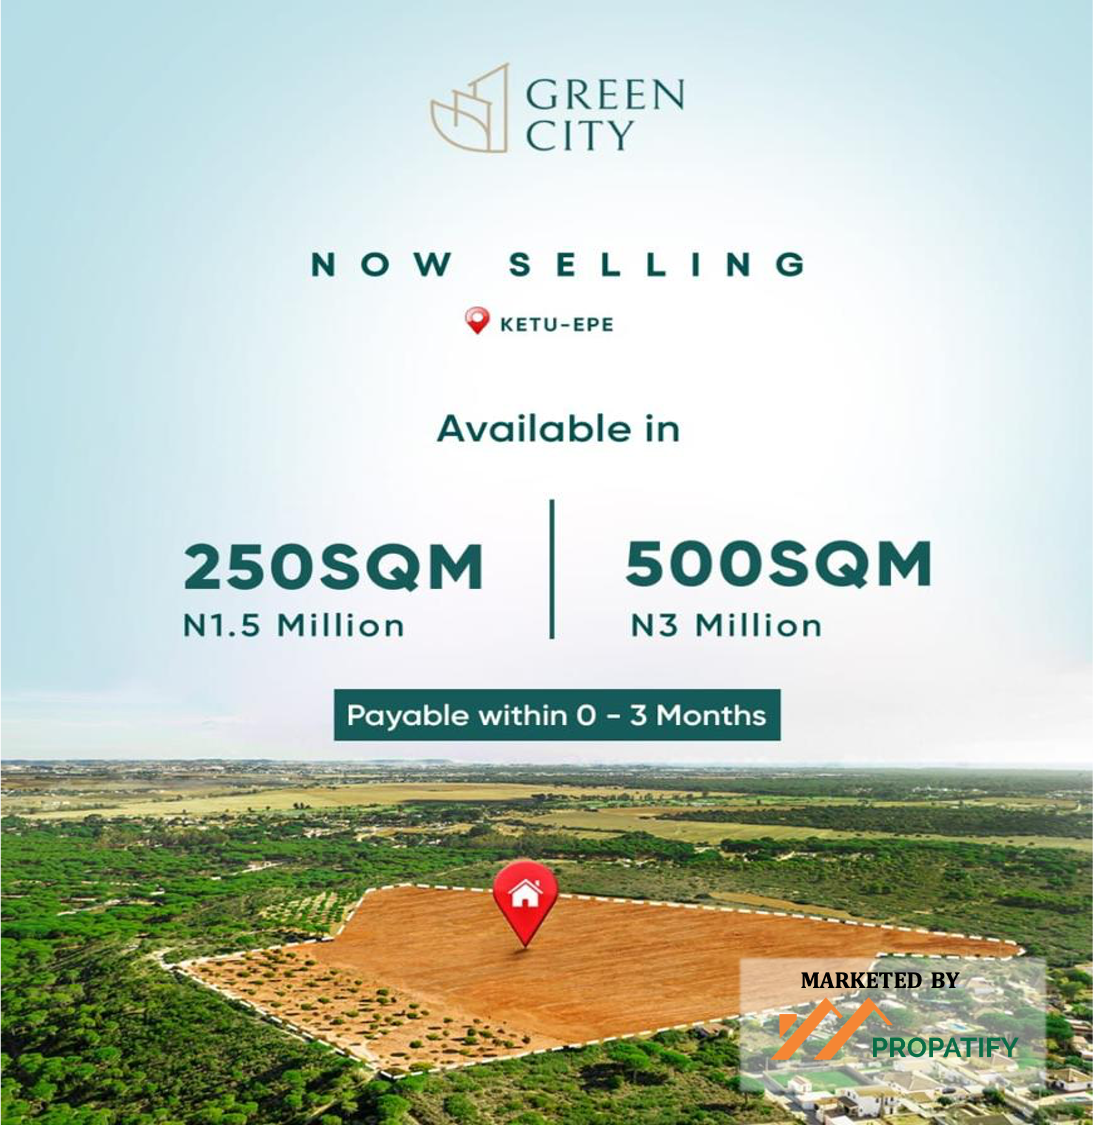 GREEN
CITY
NOW SELLING
KETU-EPE
Available in
250SQM
N1.5 Million
500SQM
N3 Million
Payable within 0 - 3 Months
MARKETED BY
PROPATIFY